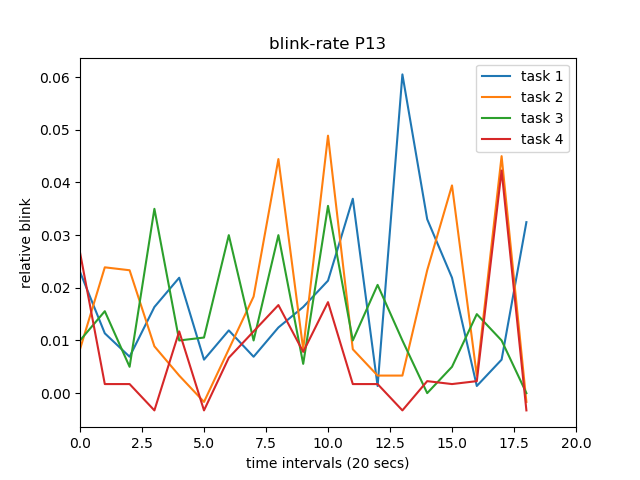 blink-rate P13
0.06
0.05
0.04
0.03
0.02
0.01
0.00
relative blink
task 1
task 2
task 3
task 4
0.0 2.5 5.0 7.5 10.0 12.5 15.0 17.5 20.0
time intervals (20 secs)